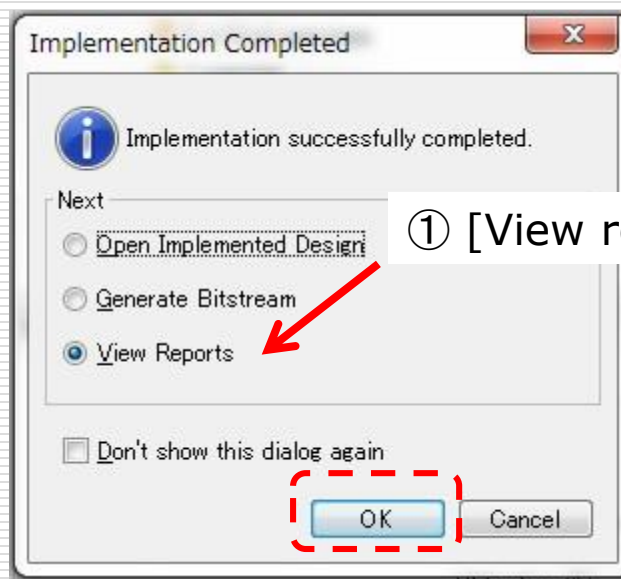 Implementation Completed
Implementation successfully completed.
Next
① [View
Open Implemented Design
Generate Bitstream
View Reports
Don't show this dialog again
OK
Cancel